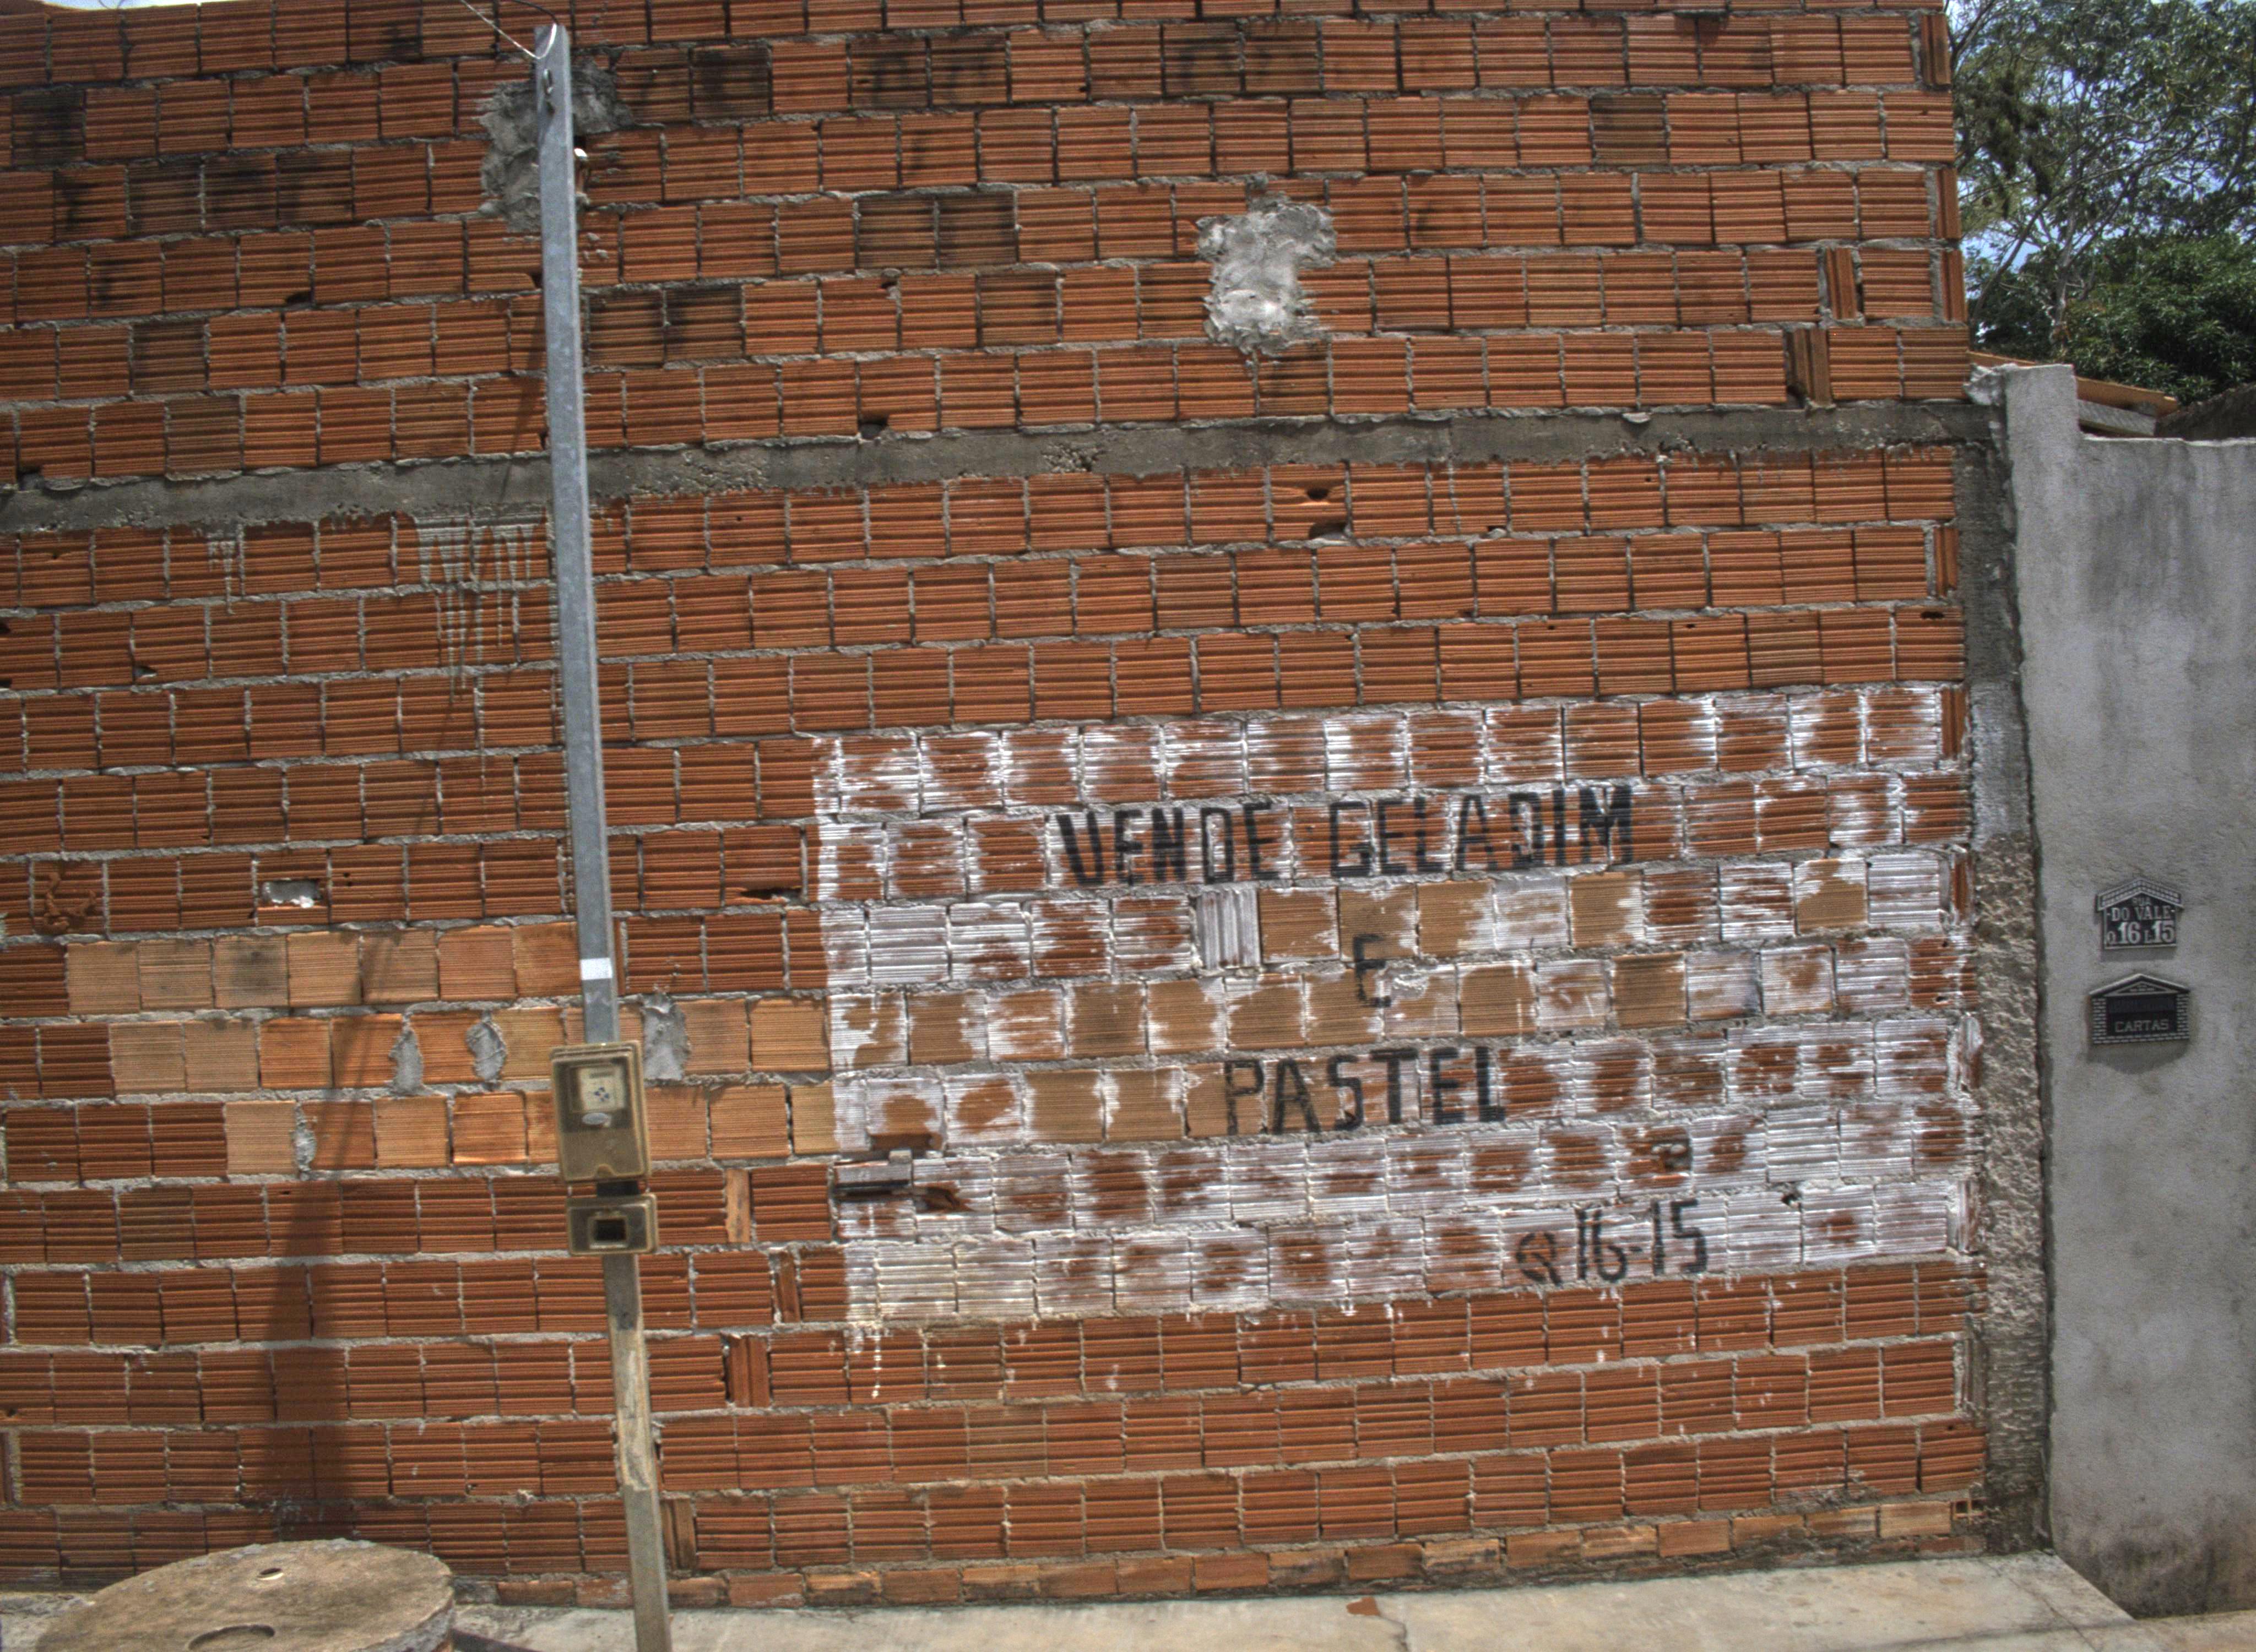 VENDE GELADIM
E
PASTEL
Q 16-15
DO VALE
Q.16 L.15
CARTAS